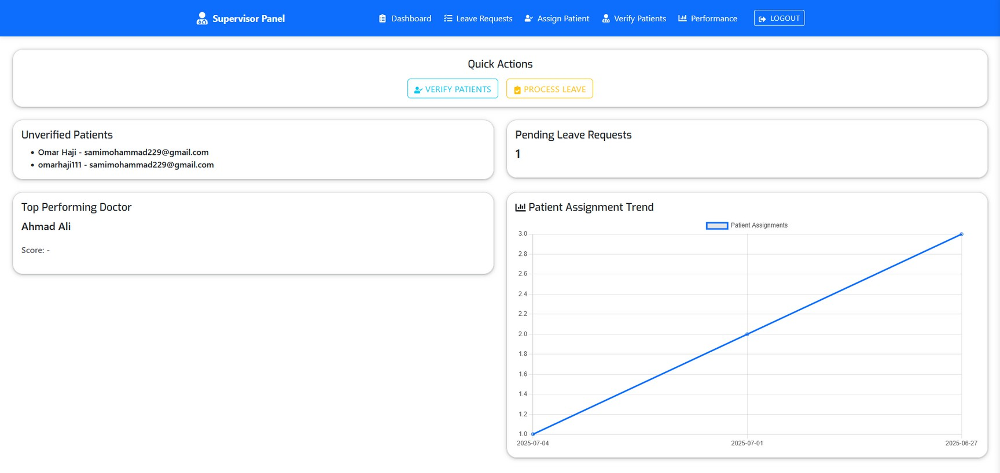 Supervisor Panel
Dashboard
Leave Requests
Assign Patient
Verify Patients
Performance
LOGOUT
Quick Actions
VERIFY PATIENTS
PROCESS LEAVE
Unverified Patients
• Omar Haji - samimohammad229@gmail.com
• omarhaji111 - samimohammad229@gmail.com
Pending Leave Requests
1
Top Performing Doctor
Ahmad Ali
Score: -
Patient Assignment Trend
Patient Assignments
3.0
2.8
2.6
2.4
2.2
2.0
1.8
1.6
1.4
1.2
1.0
2025-07-04
2025-07-01
2025-06-27